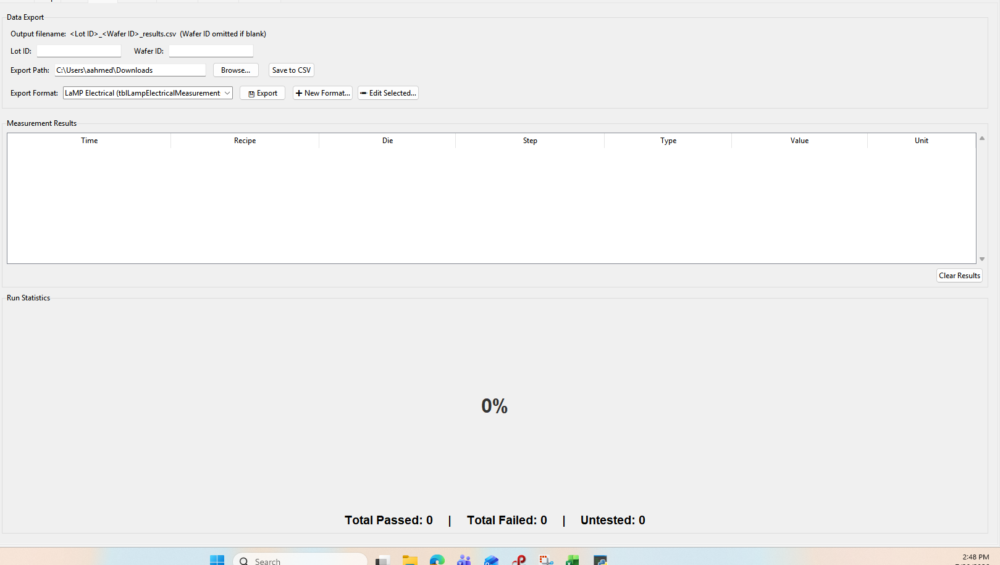 Data Export
Output filename: <Lot ID>_<Wafer ID>_results.csv (Wafer ID omitted if blank)
Lot ID: Wafer ID:
Export Path: C:\Users\aahmed\Downloads Browse... Save to CSV
Export Format: LaMP Electrical (tblLampElectricalMeasurement Export New Format... Edit Selected...
Measurement Results
Time Recipe Die Step Type Value Unit
Clear Results
Run Statistics
0%
Total Passed: 0 | Total Failed: 0 | Untested: 0
Search
2:48 PM